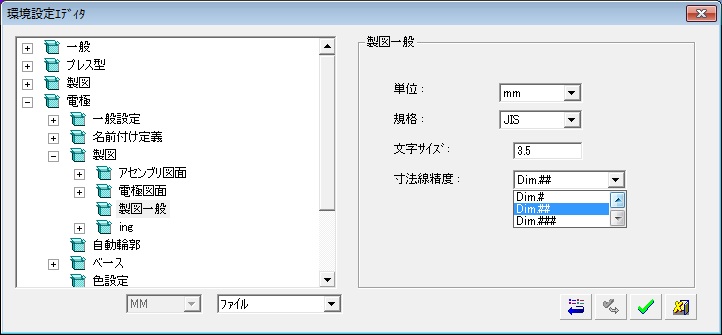 環境設定ｴﾃﾞｨﾀ
一般
プレス型
製図
電極
一般設定
名前付け定義
製図
アセンブリ図面
電極図面
製図一般
ing
自動輪郭
ベース
色設定
MM
ファイル
製図一般
単位：
mm
規格：
JIS
文字ｻｲｽﾞ：
3.5
寸法線精度：
Dim.##
Dim.#
Dim.##
Dim.###